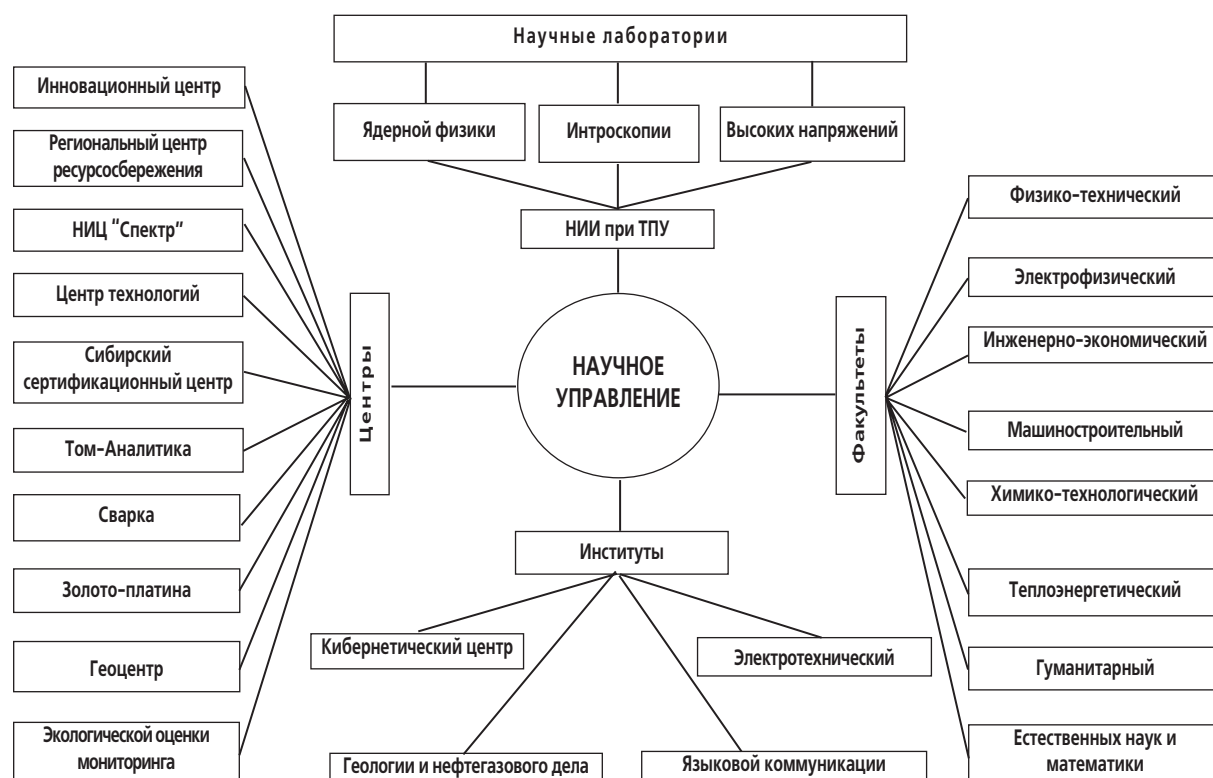 Научные лаборатории
Ядерной физики
Интроскопии
Высоких напряжений
НИИ при ТПУ
Инновационный центр
Региональный центр
ресурсосбережения
НИЦ "Спектр"
Центр технологий
Сибирский
сертификационный центр
Том-Аналитика
Сварка
Золото-платина
Геоцентр
Экологической оценки
мониторинга
Центры
НАУЧНОЕ
УПРАВЛЕНИЕ
Факультеты
Физико-технический
Электрофизический
Инженерно-экономический
Машиностроительный
Химико-технологический
Теплоэнергетический
Гуманитарный
Естественных наук и
математики
Институты
Кибернетический центр
Электротехнический
Геологии и нефтегазового дела
Языковой коммуникации